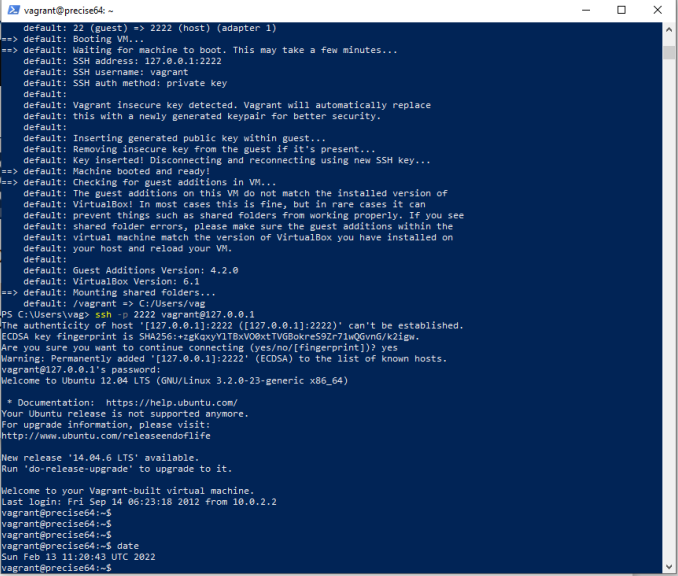 vagrant@precise64: ~
default: 22 (guest) => 2222 (host) (adapter 1)
==> default: Booting VM...
==> default: Waiting for machine to boot. This may take a few minutes...
default: SSH address: 127.0.0.1:2222
default: SSH username: vagrant
default: SSH auth method: private key
default:
default: Vagrant insecure key detected. Vagrant will automatically replace
default: this with a newly generated keypair for better security.
default:
default: Inserting generated public key within guest...
default: Removing insecure key from the guest if it's present...
default: Key inserted! Disconnecting and reconnecting using new SSH key...
==> default: Machine booted and ready!
==> default: Checking for guest additions in VM...
default: The guest additions on this VM do not match the installed version of
default: VirtualBox! In most cases this is fine, but in rare cases it can
default: prevent things such as shared folders from working properly. If you see
default: shared folder errors, please make sure the guest additions within the
default: virtual machine match the version of VirtualBox you have installed on
default: your host and reload your VM.
default:
default: Guest Additions Version: 4.2.0
default: VirtualBox Version: 6.1
==> default: Mounting shared folders...
default: /vagrant => C:/Users/vag
PS C:\Users\vag> ssh -p 2222 vagrant@127.0.0.1
The authenticity of host '[127.0.0.1]:2222 ([127.0.0.1]:2222)' can't be established.
ECDSA key fingerprint is SHA256:+zgKqxyYlTBxVO0xtTVGBokreS9Zr71wQGvnG/k2igw.
Are you sure you want to continue connecting (yes/no/[fingerprint])? yes
Warning: Permanently added '[127.0.0.1]:2222' (ECDSA) to the list of known hosts.
vagrant@127.0.0.1's password:
Welcome to Ubuntu 12.04 LTS (GNU/Linux 3.2.0-23-generic x86_64)
* Documentation:  https://help.ubuntu.com/
Your Ubuntu release is not supported anymore.
For upgrade information, please visit:
http://www.ubuntu.com/releaseendoflife
New release '14.04.6 LTS' available.
Run 'do-release-upgrade' to upgrade to it.
Welcome to your Vagrant-built virtual machine.
Last login: Fri Sep 14 06:23:18 2012 from 10.0.2.2
vagrant@precise64:~$
vagrant@precise64:~$
vagrant@precise64:~$
vagrant@precise64:~$ date
Sun Feb 13 11:20:43 UTC 2022
vagrant@precise64:~$